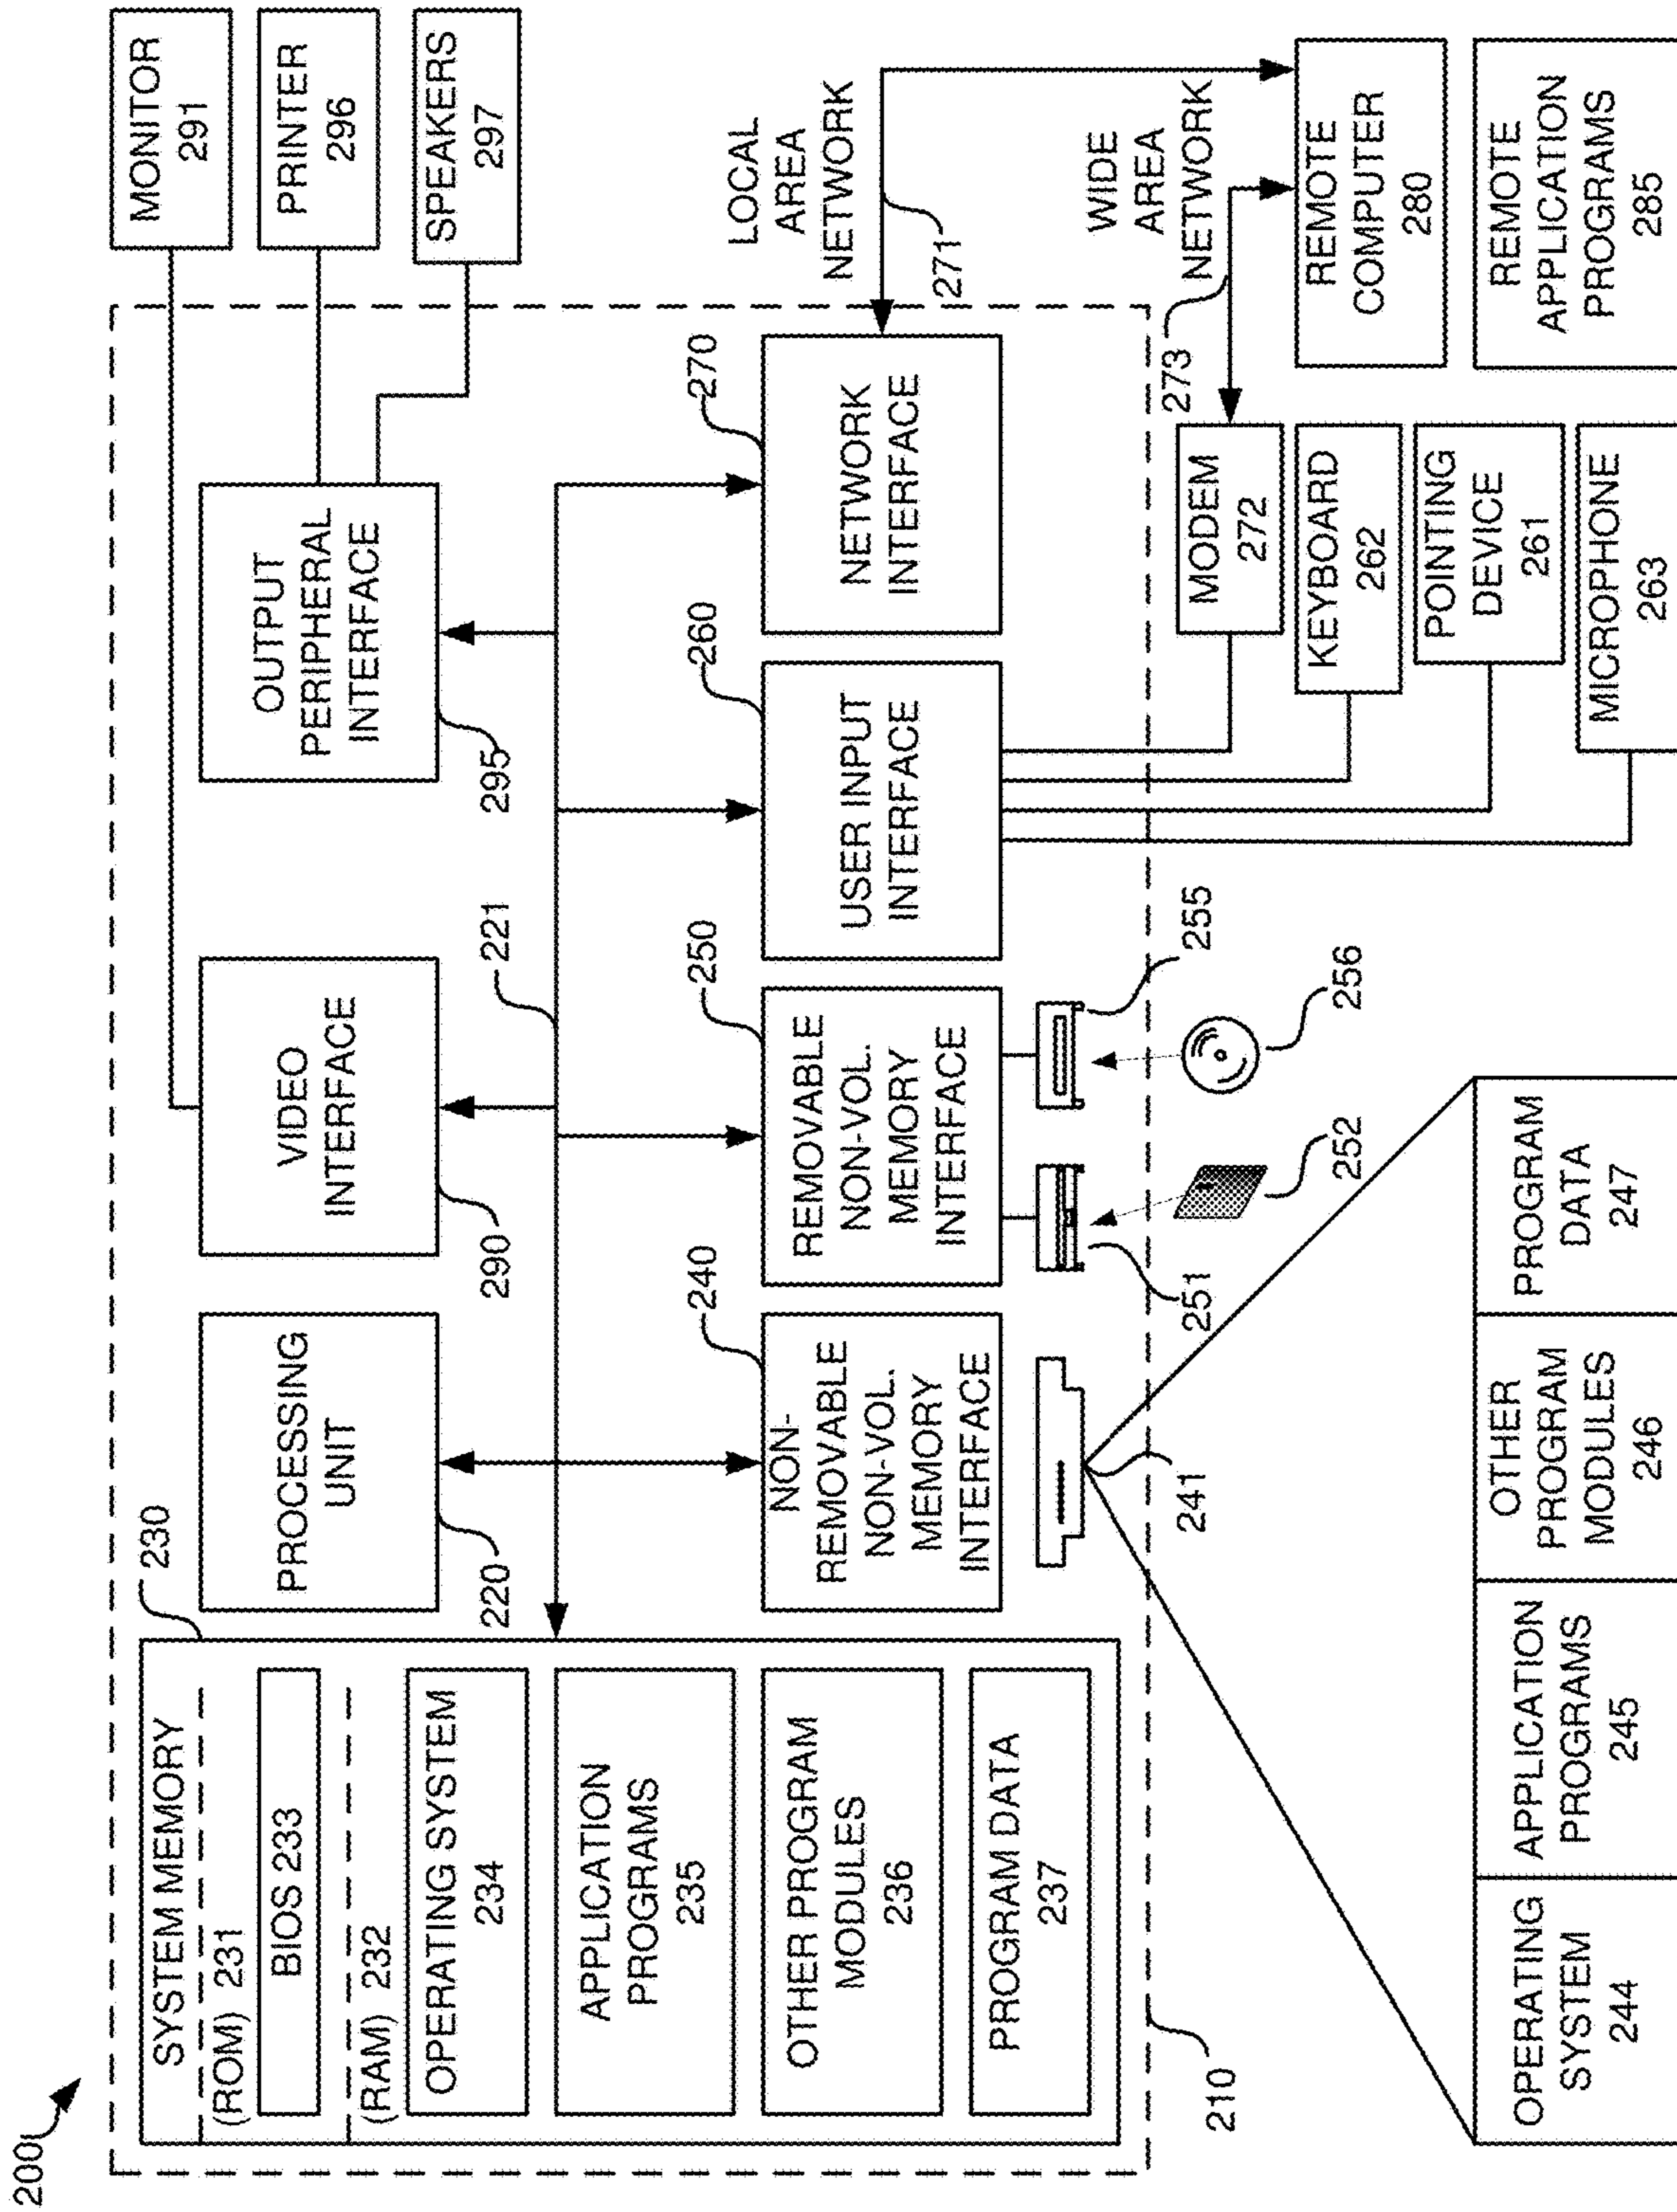 200
SYSTEM MEMORY
230
(ROM) 231
BIOS 233
(RAM) 232
OPERATING SYSTEM
234
APPLICATION
PROGRAMS
235
OTHER PROGRAM
MODULES
236
PROGRAM DATA
237
210
PROCESSING
UNIT
220
VIDEO
INTERFACE
290
OUTPUT
PERIPHERAL
INTERFACE
295
221
MONITOR
291
PRINTER
296
SPEAKERS
297
NON-
REMOVABLE
NON-VOL.
MEMORY
INTERFACE
240
REMOVABLE
NON-VOL.
MEMORY
INTERFACE
250
USER INPUT
INTERFACE
260
NETWORK
INTERFACE
270
LOCAL
AREA
NETWORK
271
241
251
252
255
256
WIDE
AREA
NETWORK
273
MODEM
272
KEYBOARD
262
POINTING
DEVICE
261
MICROPHONE
263
REMOTE
COMPUTER
280
REMOTE
APPLICATION
PROGRAMS
285
OPERATING
SYSTEM
244
APPLICATION
PROGRAMS
245
OTHER
PROGRAM
MODULES
246
PROGRAM
DATA
247